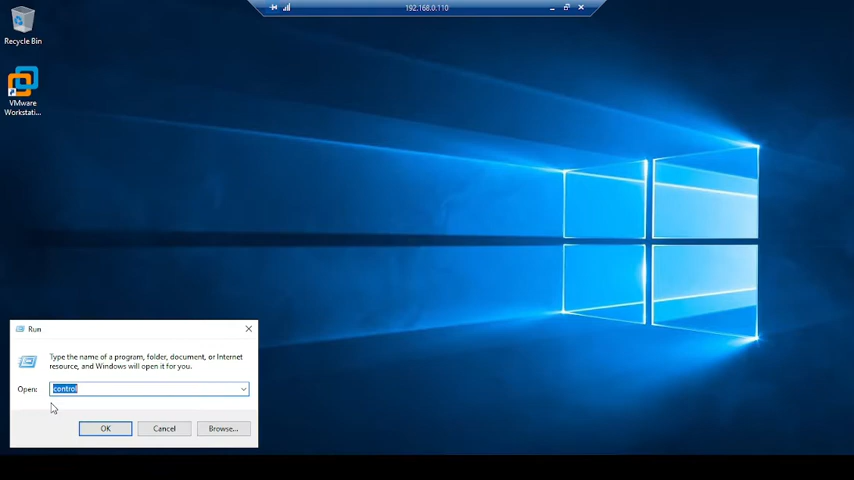 192.168.0.110
Recycle Bin
VMware
Workstati...
Run
Type the name of a program, folder, document, or Internet
resource, and Windows will open it for you.
Open: control
OK Cancel Browse...